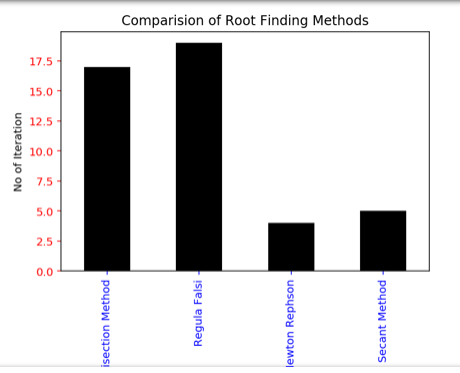 Comparision of Root Finding Methods
17.5
15.0
12.5
10.0
7.5
5.0
2.5
0.0
No of Iteration
isection Method
Regula Falsi
ewton Rephson
Secant Method